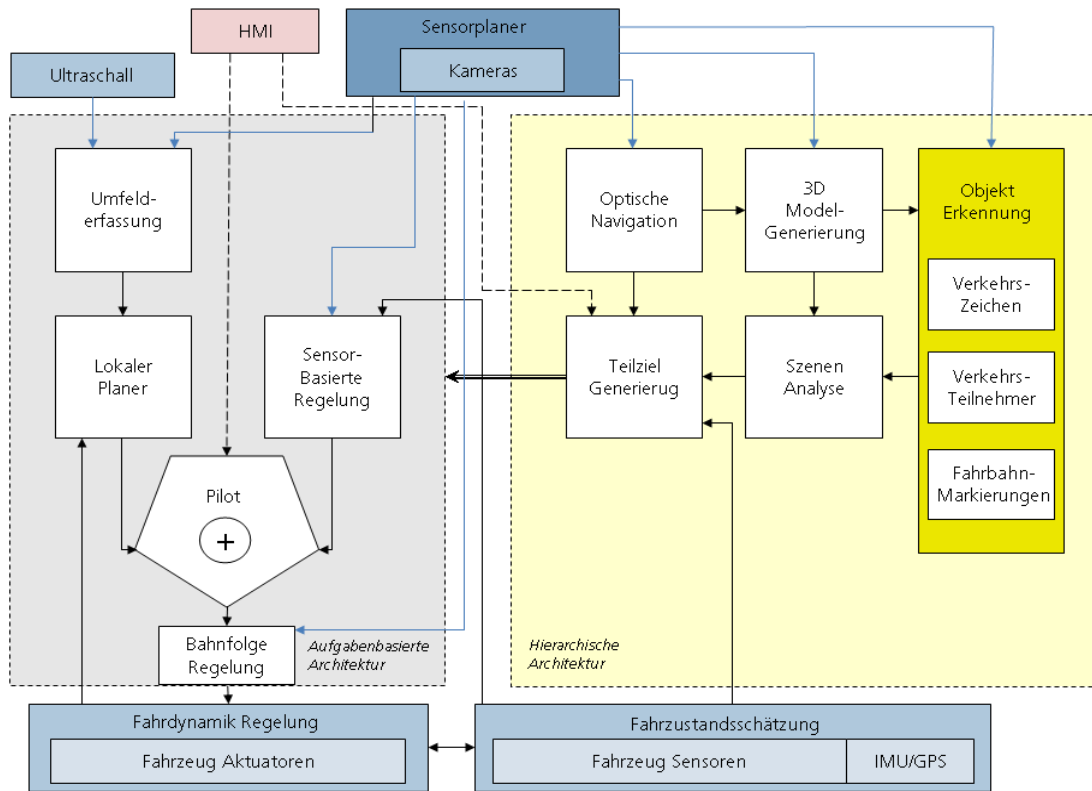 HMI
Sensorplaner
Kameras
Ultraschall
Umfeld-
erfassung
Optische
Navigation
3D
Model-
Generierung
Objekt
Erkennung
Verkehrs-
Zeichen
Lokaler
Planer
Sensor-
Basierte
Regelung
Teilziel
Generierug
Szenen
Analyse
Verkehrs-
Teilnehmer
Fahrbahn-
Markierungen
Pilot
+
Bahnfolge
Regelung
Aufgabenbasierte
Architektur
Hierarchische
Architektur
Fahrdynamik Regelung
Fahrzeug Aktuatoren
Fahrzustandsschätzung
Fahrzeug Sensoren
IMU/GPS